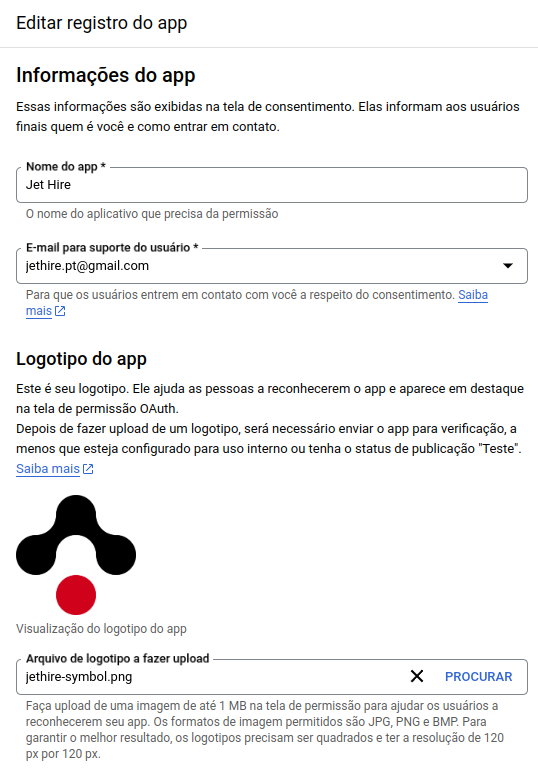 Editar registro do app
Informações do app
Essas informações são exibidas na tela de consentimento. Elas informam aos usuários
finais quem é você e como entrar em contato.
Nome do app *
Jet Hire
O nome do aplicativo que precisa da permissão
E-mail para suporte do usuário *
jethire.pt@gmail.com
Para que os usuários entrem em contato com você a respeito do consentimento. Saiba
mais
Logotipo do app
Este é seu logotipo. Ele ajuda as pessoas a reconhecerem o app e aparece em destaque
na tela de permissão OAuth.
Depois de fazer upload de um logotipo, será necessário enviar o app para verificação, a
menos que esteja configurado para uso interno ou tenha o status de publicação "Teste".
Saiba mais
Visualização do logotipo do app
Arquivo de logotipo a fazer upload
jethire-symbol.png
PROCURAR
Faça upload de uma imagem de até 1 MB na tela de permissão para ajudar os usuários a
reconhecerem seu app. Os formatos de imagem permitidos são JPG, PNG e BMP. Para
garantir o melhor resultado, os logotipos precisam ser quadrados e ter a resolução de 120
px por 120 px.